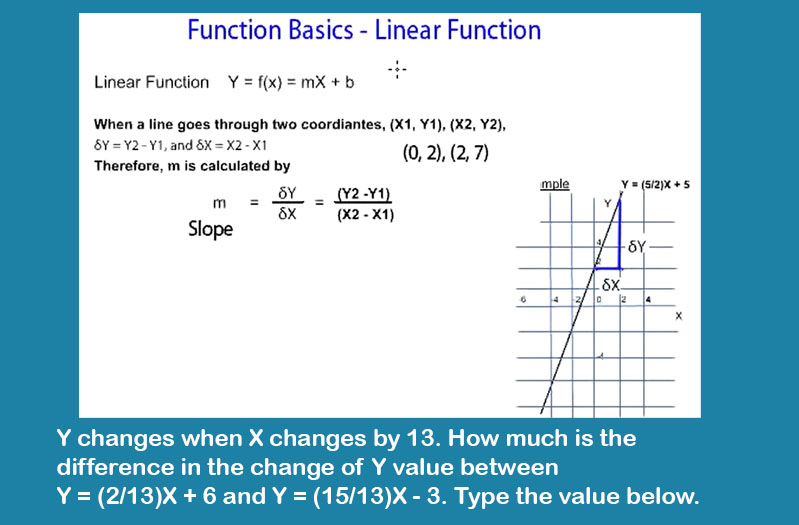 Function Basics - Linear Function
Linear Function Y = f(x) = mX + b
When a line goes through two coordiantes, (X1, Y1), (X2, Y2),
δY = Y2 - Y1, and δX = X2 - X1
(0, 2), (2, 7)
Therefore, m is calculated by
m = δY / δX = (Y2 -Y1) / (X2 - X1)
Slope
mple Y = (5/2)X + 5
Y
4
δY
2
δX
-6 -4 -2 0 2 4
X
-4
Y changes when X changes by 13. How much is the
difference in the change of Y value between
Y = (2/13)X + 6 and Y = (15/13)X - 3. Type the value below.